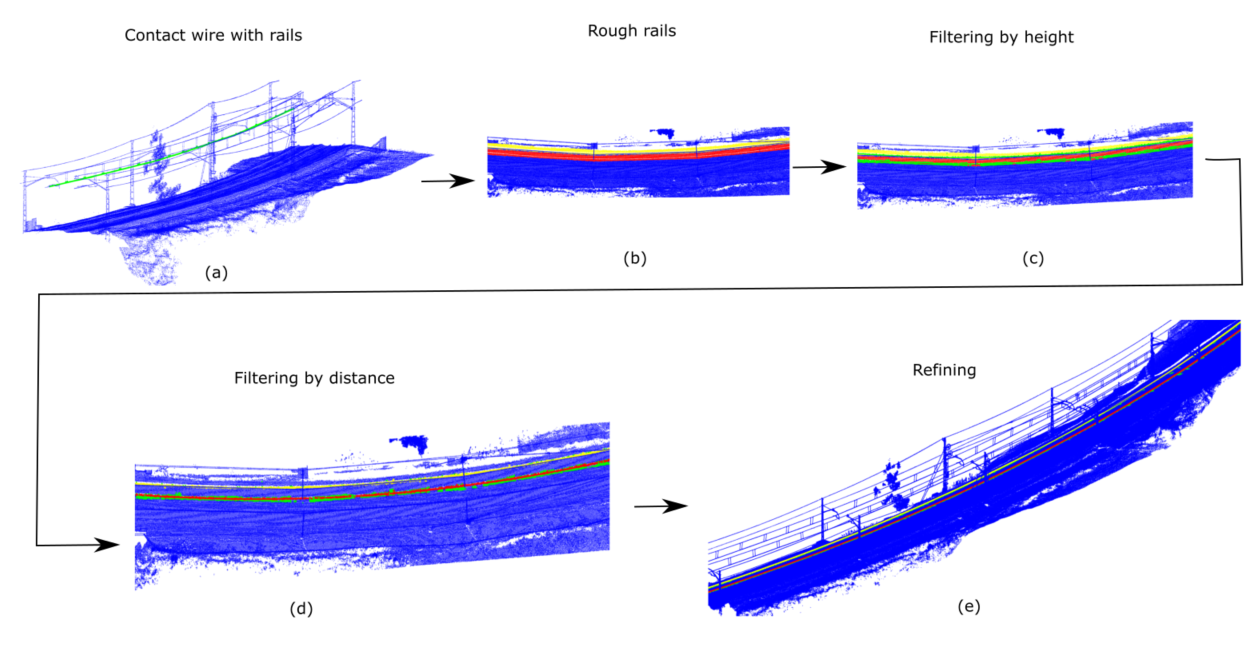 Contact wire with rails
Rough rails
Filtering by height
(a)
(b)
(c)
Filtering by distance
Refining
(d)
(e)